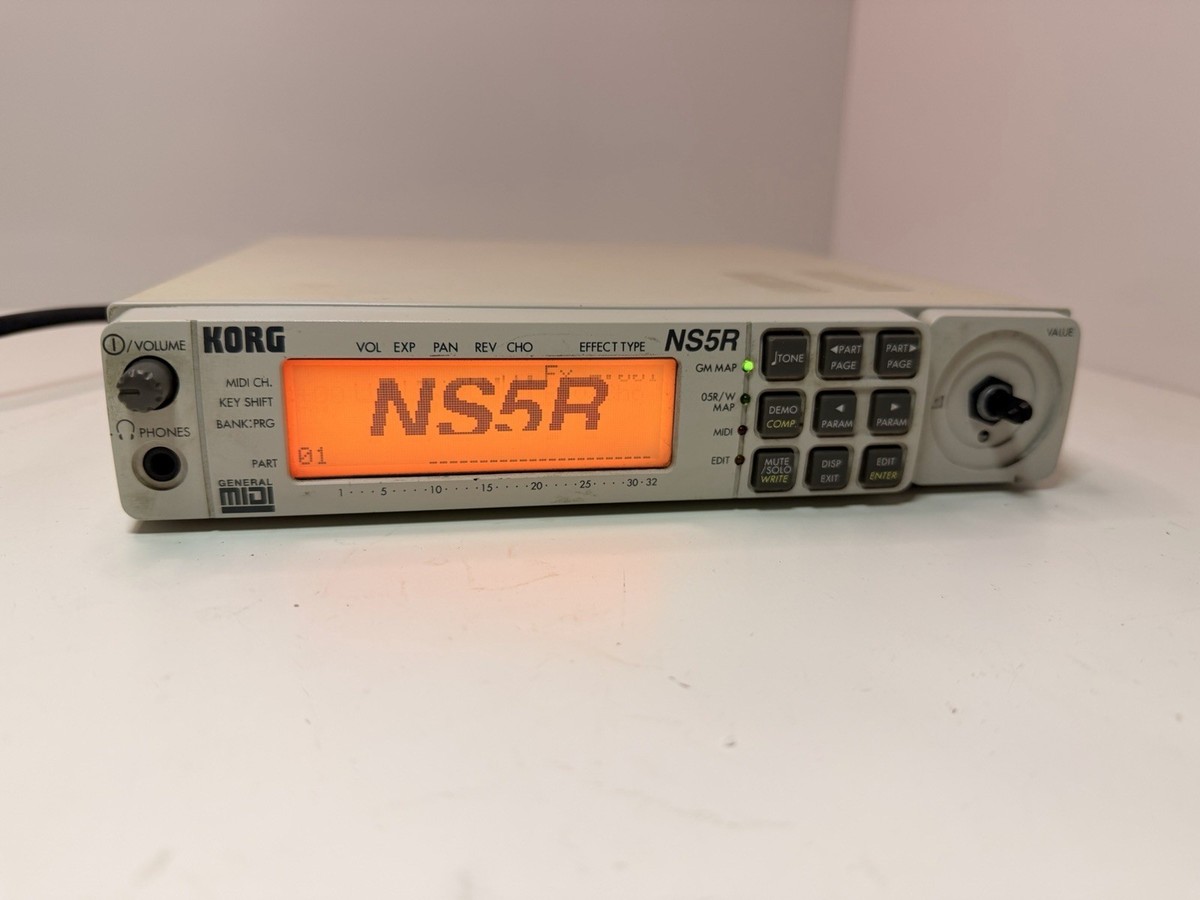 /VOLUME
PHONES
KORG
MIDI CH.
KEY SHIFT
BANK:PRG
PART
GENERAL
MIDI
VOL EXP PAN REV CHO EFFECT TYPE
NS5R
Fx
NS5R
01
1 · · · 5 · · · · 10 · · · · 15 · · · · 20 · · · · 25 · · · · 30 · 32
GM MAP
05R/W
MAP
MIDI
EDIT
♩TONE
◀PART
PAGE
PART▶
PAGE
DEMO
COMP.
◀
PARAM
▶
PARAM
MUTE
/SOLO
WRITE
DISP
EXIT
EDIT
ENTER
VALUE